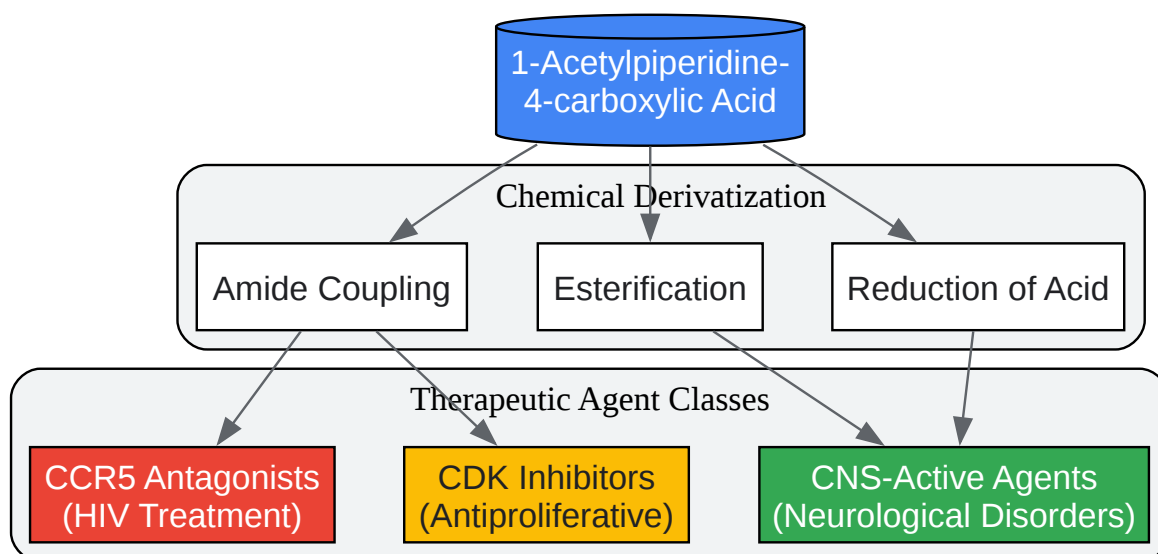 1-Acetylpiperidine-
4-carboxylic Acid
Chemical Derivatization
Amide Coupling
Esterification
Reduction of Acid
Therapeutic Agent Classes
CCR5 Antagonists
(HIV Treatment)
CDK Inhibitors
(Antiproliferative)
CNS-Active Agents
(Neurological Disorders)